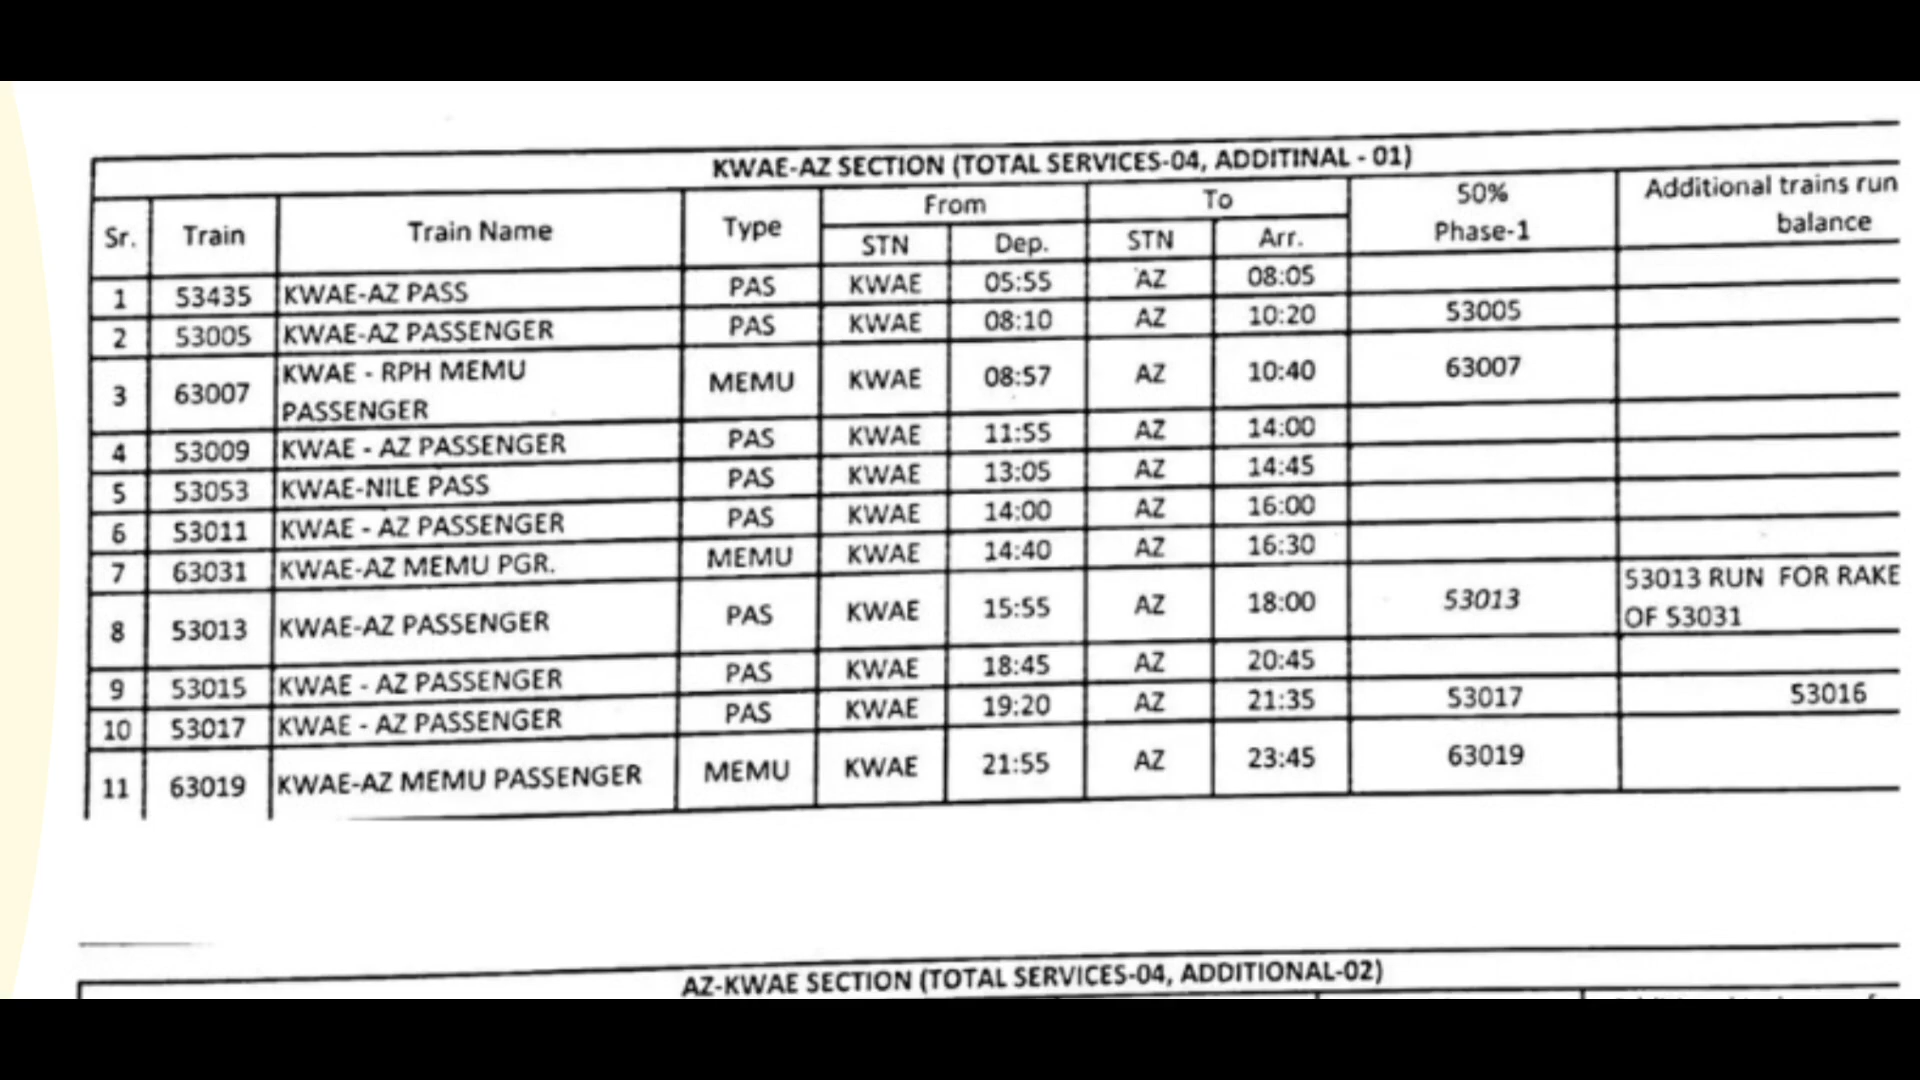 KWAE-AZ SECTION (TOTAL SERVICES-04, ADDITINAL - 01)
Sr. Train Train Name Type From To 50% Phase-1 Additional trains run balance
STN Dep. STN Arr.
1 53435 KWAE-AZ PASS PAS KWAE 05:55 AZ 08:05
2 53005 KWAE-AZ PASSENGER PAS KWAE 08:10 AZ 10:20 53005
3 63007 KWAE - RPH MEMU PASSENGER MEMU KWAE 08:57 AZ 10:40 63007
4 53009 KWAE - AZ PASSENGER PAS KWAE 11:55 AZ 14:00
5 53053 KWAE-NILE PASS PAS KWAE 13:05 AZ 14:45
6 53011 KWAE - AZ PASSENGER PAS KWAE 14:00 AZ 16:00
7 63031 KWAE-AZ MEMU PGR. MEMU KWAE 14:40 AZ 16:30
8 53013 KWAE-AZ PASSENGER PAS KWAE 15:55 AZ 18:00 53013 53013 RUN FOR RAKE OF 53031
9 53015 KWAE - AZ PASSENGER PAS KWAE 18:45 AZ 20:45
10 53017 KWAE - AZ PASSENGER PAS KWAE 19:20 AZ 21:35 53017 53016
11 63019 KWAE-AZ MEMU PASSENGER MEMU KWAE 21:55 AZ 23:45 63019
AZ-KWAE SECTION (TOTAL SERVICES-04, ADDITIONAL-02)